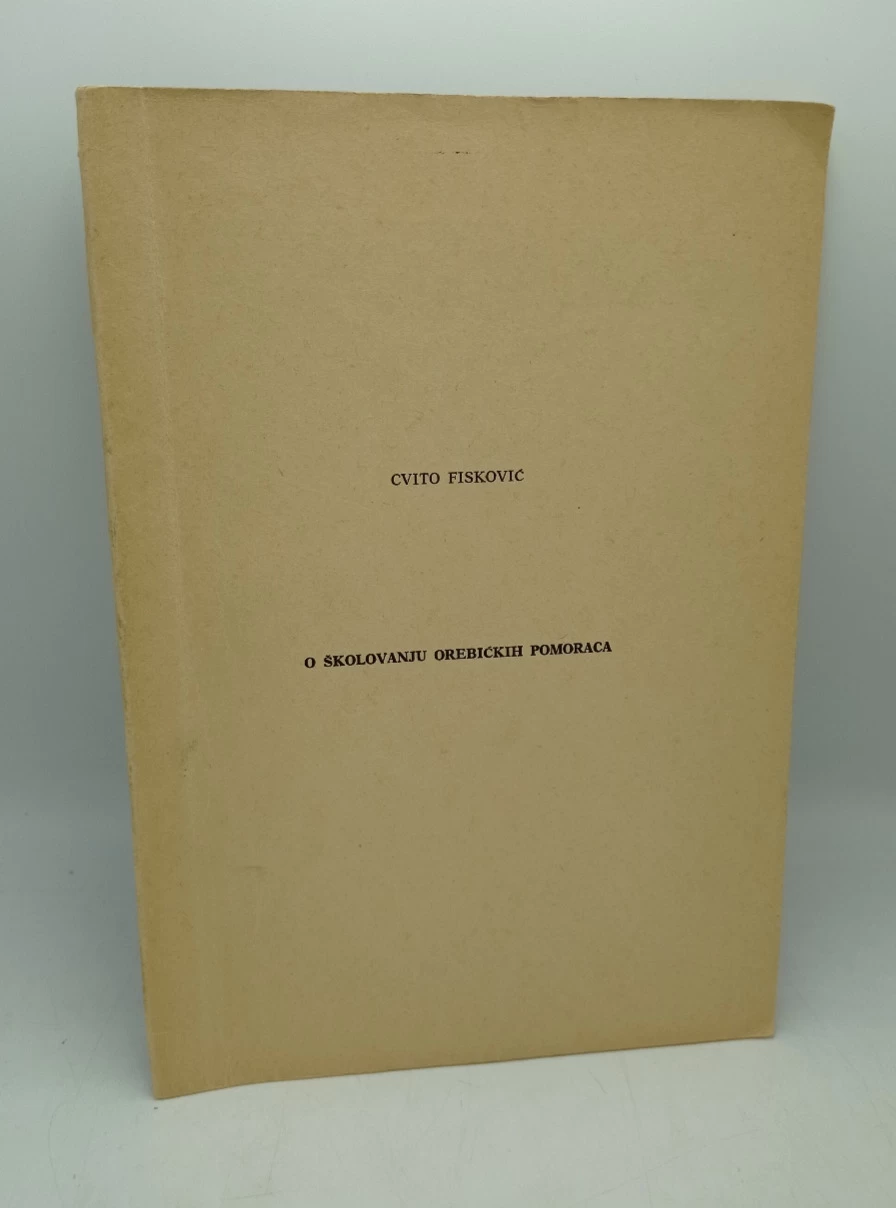 CVITO FISKOVIĆ
O ŠKOLOVANJU OREBIĆKIH POMORACA